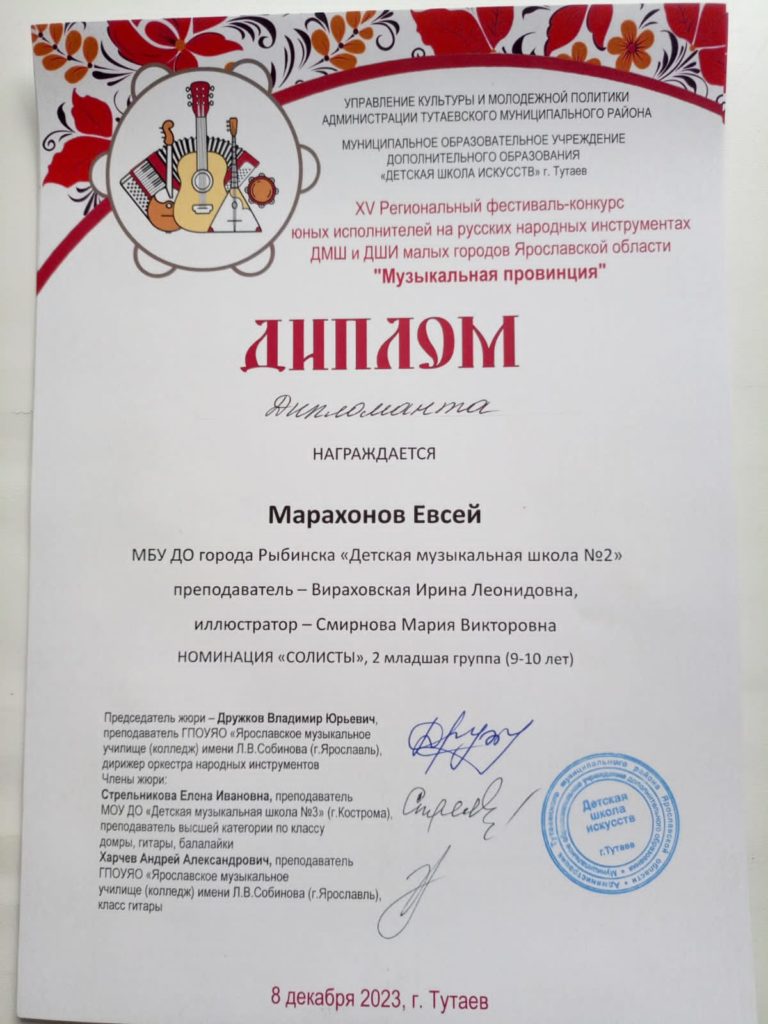 УПРАВЛЕНИЕ КУЛЬТУРЫ И МОЛОДЕЖНОЙ ПОЛИТИКИ
АДМИНИСТРАЦИИ ТУТАЕВСКОГО МУНИЦИПАЛЬНОГО РАЙОНА
МУНИЦИПАЛЬНОЕ ОБРАЗОВАТЕЛЬНОЕ УЧРЕЖДЕНИЕ
ДОПОЛНИТЕЛЬНОГО ОБРАЗОВАНИЯ
«ДЕТСКАЯ ШКОЛА ИСКУССТВ» г. Тутаев
XV Региональный фестиваль-конкурс
юных исполнителей на русских народных инструментах
ДМШ и ДШИ малых городов Ярославской области
"Музыкальная провинция"
ДИПЛОМ
Дипломанта
НАГРАЖДАЕТСЯ
Марахонов Евсей
МБУ ДО города Рыбинска «Детская музыкальная школа №2»
преподаватель – Вираховская Ирина Леонидовна,
иллюстратор – Смирнова Мария Викторовна
НОМИНАЦИЯ «СОЛИСТЫ», 2 младшая группа (9-10 лет)
Председатель жюри – Дружков Владимир Юрьевич,
преподаватель ГПОУЯО «Ярославское музыкальное
училище (колледж) имени Л.В.Собинова (г.Ярославль),
дирижер оркестра народных инструментов
Члены жюри:
Стрельникова Елена Ивановна, преподаватель
МОУ ДО «Детская музыкальная школа №3» (г.Кострома),
преподаватель высшей категории по классу
домры, гитары, балалайки
Харчев Андрей Александрович, преподаватель
ГПОУЯО «Ярославское музыкальное
училище (колледж) имени Л.В.Собинова (г.Ярославль),
класс гитары
Детская
школа
искусств
г.Тутаев
8 декабря 2023, г. Тутаев